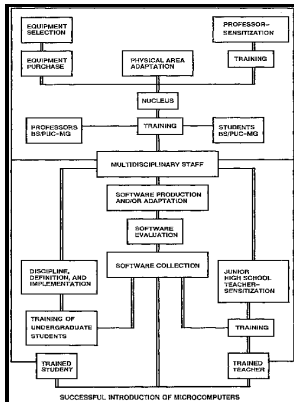 EQUIPMENT
SELECTION
PROFESSOR-
SENSITIZATION
EQUIPMENT
PURCHASE
PHYSICAL AREA
ADAPTATION
TRAINING
NUCLEUS
PROFESSORS
BS/PUC-MG
TRAINING
STUDENTS
BS/PUC-MG
MULTIDISCIPLINARY STAFF
SOFTWARE PRODUCTION
AND/OR ADAPTATION
SOFTWARE
EVALUATION
DISCIPLINE,
DEFINITION, AND
IMPLEMENTATION
SOFTWARE COLLECTION
JUNIOR
HIGH SCHOOL
TEACHER-
SENSITIZATION
TRAINING OF
UNDERGRADUATE
STUDENTS
TRAINING
TRAINED
STUDENT
TRAINED
TEACHER
SUCCESSFUL INTRODUCTION OF MICROCOMPUTERS